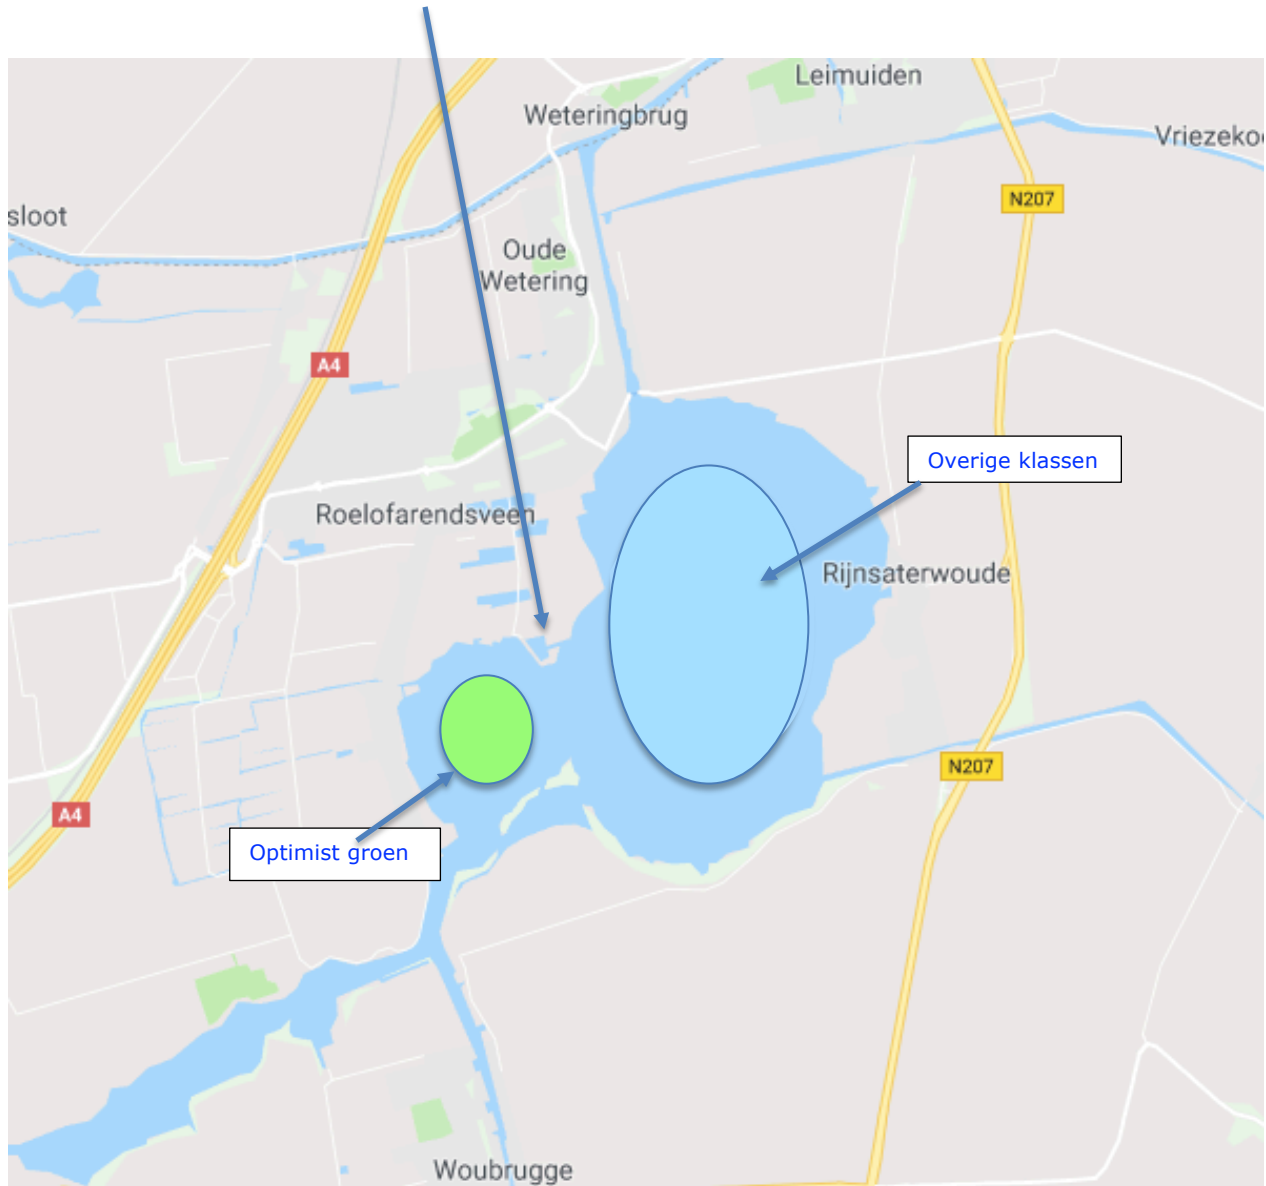 Leimuiden
Weteringbrug
Vriezeko
N207
sloot
Oude
Wetering
A4
Overige klassen
Roelofarendsveen
Rijnsaterwoude
N207
A4
Optimist groen
Woubrugge